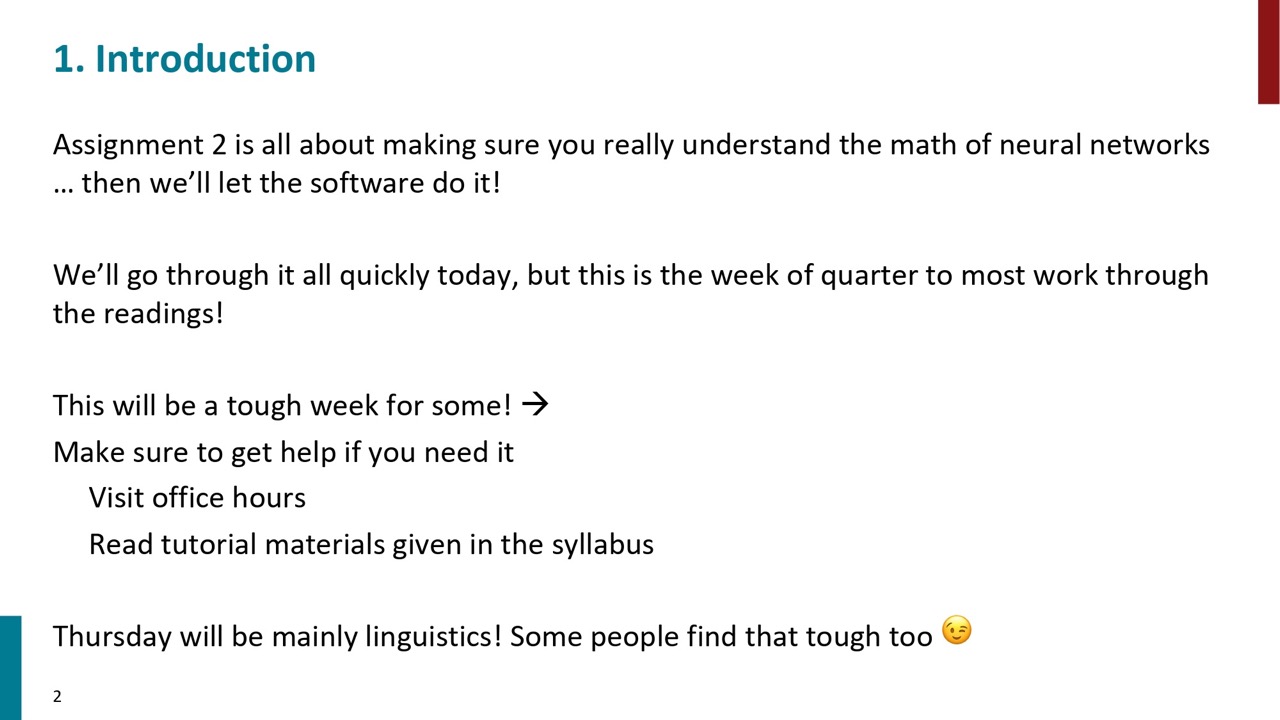 1. Introduction
Assignment 2 is all about making sure you really understand the math of neural networks
… then we’ll let the software do it!
We’ll go through it all quickly today, but this is the week of quarter to most work through
the readings!
This will be a tough week for some! →
Make sure to get help if you need it
Visit office hours
Read tutorial materials given in the syllabus
Thursday will be mainly linguistics! Some people find that tough too 😉
2